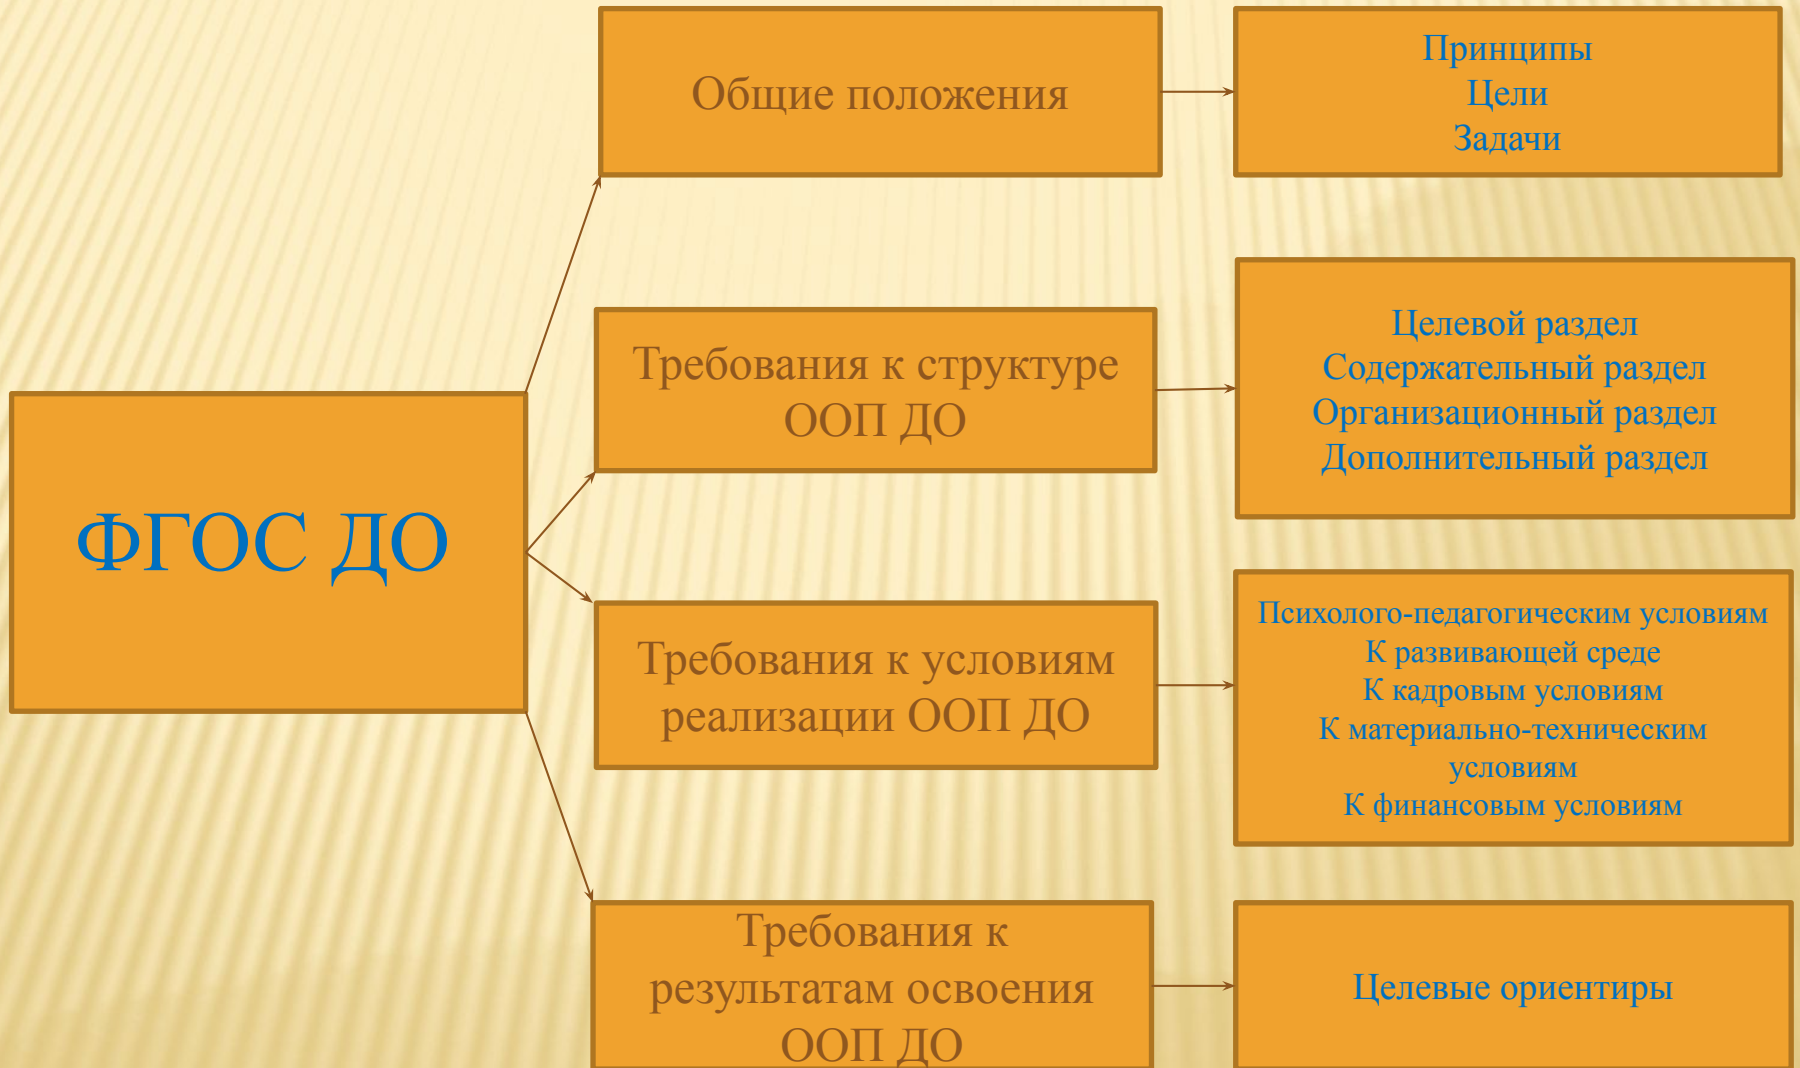 ФГОС ДО
Общие положения
Принципы
Цели
Задачи
Требования к структуре
ООП ДО
Целевой раздел
Содержательный раздел
Организационный раздел
Дополнительный раздел
Требования к условиям
реализации ООП ДО
Психолого-педагогическим условиям
К развивающей среде
К кадровым условиям
К материально-техническим
условиям
К финансовым условиям
Требования к
результатам освоения
ООП ДО
Целевые ориентиры